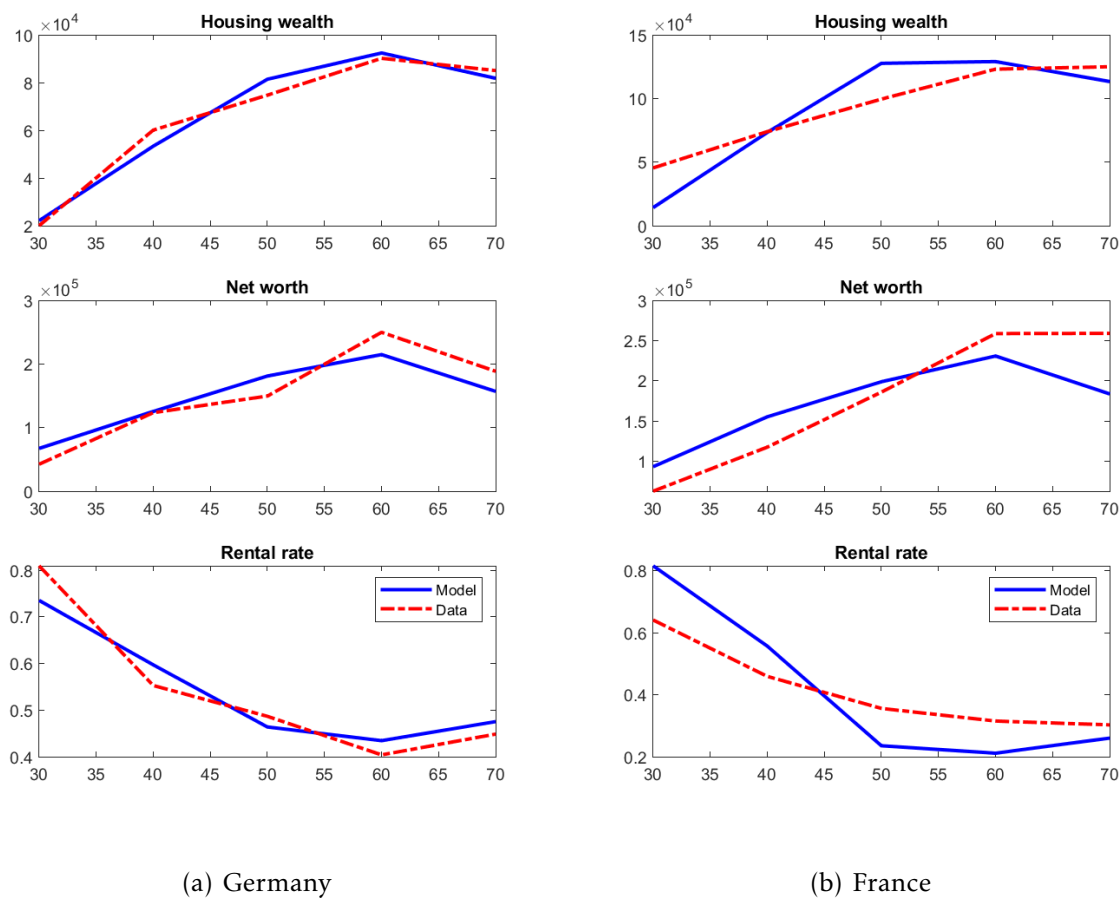 ×10⁴
Housing wealth
10
8
6
4
2
30 35 40 45 50 55 60 65 70
×10⁵
Net worth
3
2
1
0
30 35 40 45 50 55 60 65 70
Rental rate
0.8
0.7
0.6
0.5
0.4
Model
Data
30 35 40 45 50 55 60 65 70
(a) Germany
×10⁴
Housing wealth
15
10
5
0
30 35 40 45 50 55 60 65 70
×10⁵
Net worth
3
2.5
2
1.5
1
30 35 40 45 50 55 60 65 70
Rental rate
0.8
0.6
0.4
0.2
Model
Data
30 35 40 45 50 55 60 65 70
(b) France